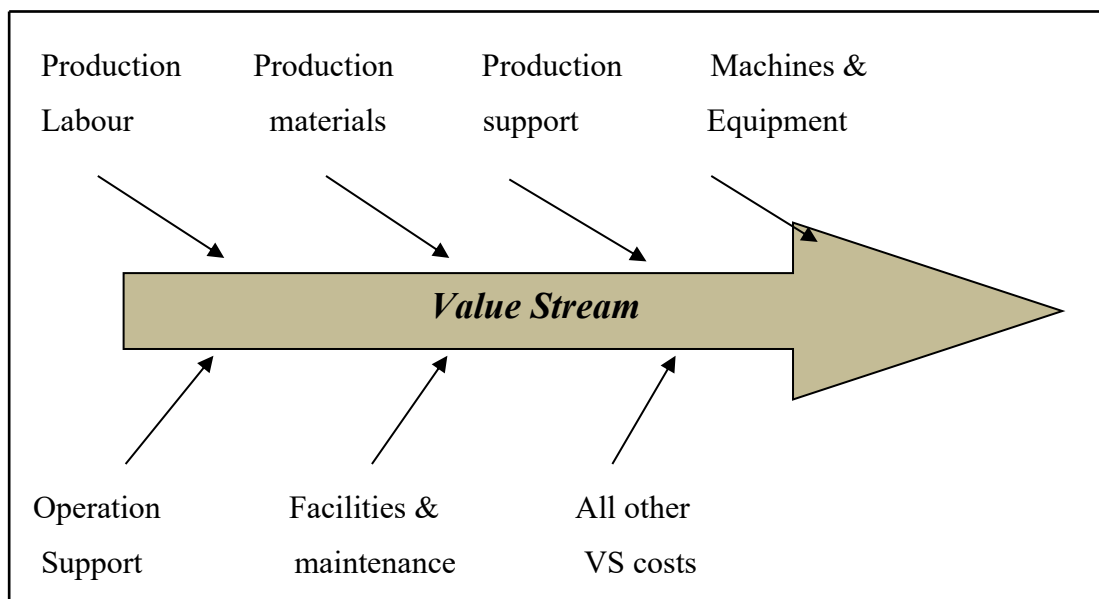 Production Production Production Machines &
Labour materials support Equipment
Value Stream
Operation Facilities & All other
Support maintenance VS costs